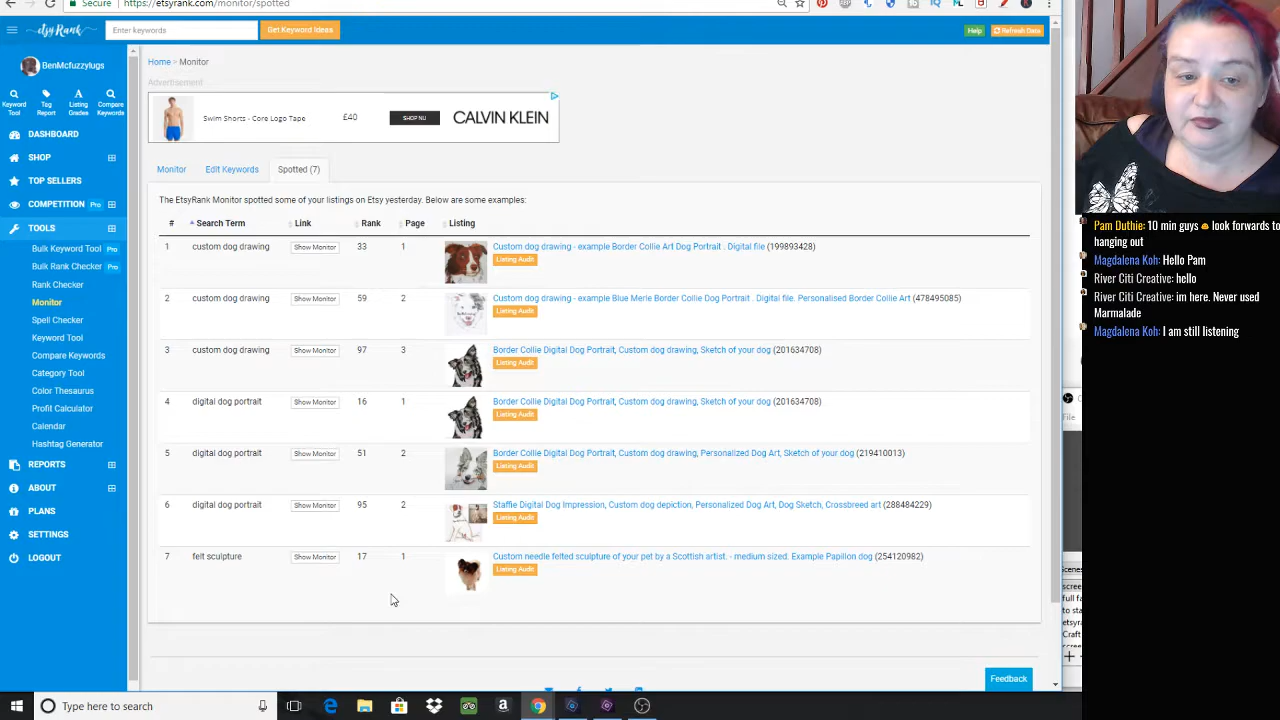 Secure
https://etsyrank.com/monitor/spotted
etsyRank
Enter keywords
Get Keyword Ideas
Help
Refresh Data
BenMcfuzzylugs
Keyword Tool
Tag Report
Listing Grades
Compare Keywords
DASHBOARD
SHOP
TOP SELLERS
COMPETITION Pro
TOOLS
Bulk Keyword Tool Pro
Bulk Rank Checker Pro
Rank Checker
Monitor
Spell Checker
Keyword Tool
Compare Keywords
Category Tool
Color Thesaurus
Profit Calculator
Calendar
Hashtag Generator
REPORTS
ABOUT
PLANS
SETTINGS
LOGOUT
Home > Monitor
Advertisement
Swim Shorts - Core Logo Tape
£40
SHOP NU
CALVIN KLEIN
Monitor
Edit Keywords
Spotted (7)
The EtsyRank Monitor spotted some of your listings on Etsy yesterday. Below are some examples:
# Search Term Link Rank Page Listing
1 custom dog drawing Show Monitor 33 1 Custom dog drawing - example Border Collie Art Dog Portrait . Digital file (199893428)
Listing Audit
2 custom dog drawing Show Monitor 59 2 Custom dog drawing - example Blue Merle Border Collie Dog Portrait . Digital file. Personalised Border Collie Art (478495085)
Listing Audit
3 custom dog drawing Show Monitor 97 3 Border Collie Digital Dog Portrait, Custom dog drawing, Sketch of your dog (201634708)
Listing Audit
4 digital dog portrait Show Monitor 16 1 Border Collie Digital Dog Portrait, Custom dog drawing, Sketch of your dog (201634708)
Listing Audit
5 digital dog portrait Show Monitor 51 2 Border Collie Digital Dog Portrait, Custom dog drawing, Personalized Dog Art, Sketch of your dog (219410013)
Listing Audit
6 digital dog portrait Show Monitor 95 2 Staffie Digital Dog Impression, Custom dog depiction, Personalized Dog Art, Dog Sketch, Crossbreed art (288484229)
Listing Audit
7 felt sculpture Show Monitor 17 1 Custom needle felted sculpture of your pet by a Scottish artist. - medium sized. Example Papillon dog (254120982)
Listing Audit
Feedback
Pam Duthie: 10 min guys look forwards to
hanging out
Magdalena Koh: Hello Pam
River Citi Creative: hello
River Citi Creative: im here. Never used
Marmalade
Magdalena Koh: I am still listening
File
Scenes
scree
full fa
to sta
etsyra
Craft
scree
Type here to search